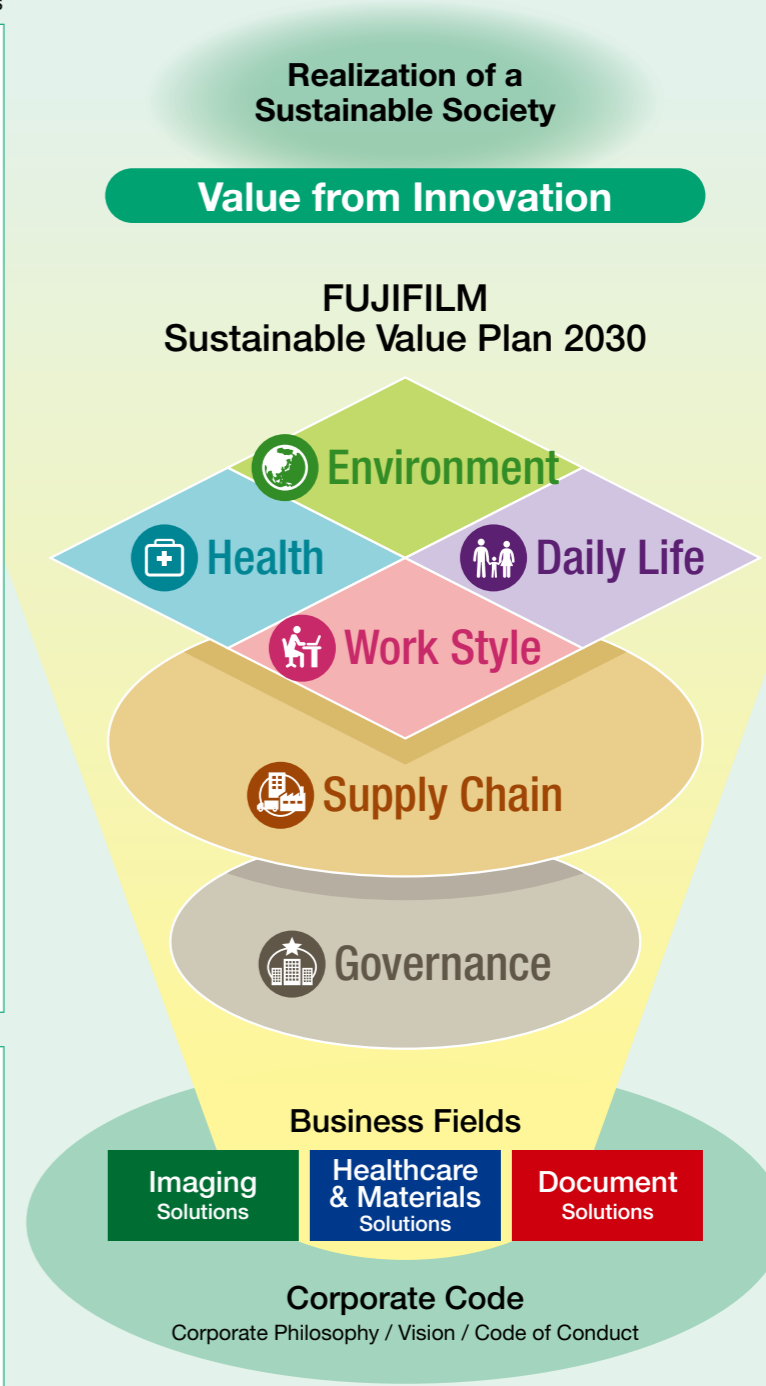 Realization of a
Sustainable Society
Value from Innovation
FUJIFILM
Sustainable Value Plan 2030
Environment
Health
Daily Life
Work Style
Supply Chain
Governance
Business Fields
Imaging
Solutions
Healthcare
& Materials
Solutions
Document
Solutions
Corporate Code
Corporate Philosophy / Vision / Code of Conduct